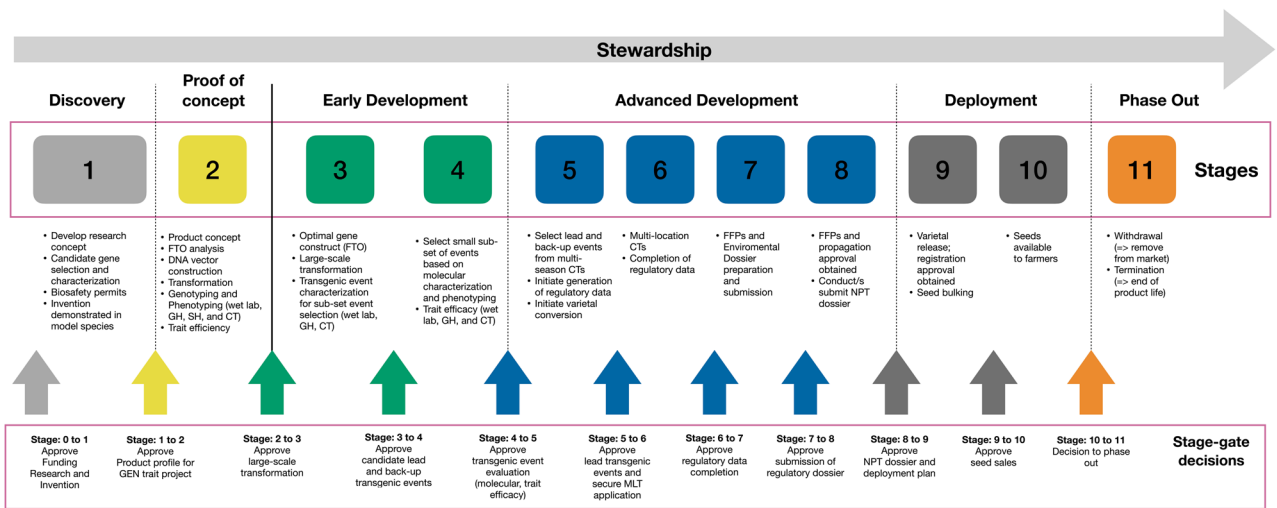 Stewardship
Discovery
Proof of
concept
Early Development
Advanced Development
Deployment
Phase Out
1
2
3
4
5
6
7
8
9
10
11
Stages
• Develop research
concept
• Candidate gene
selection and
characterization
• Biosafety permits
• Invention
demonstrated in
model species
• Product concept
• FTO analysis
• DNA vector
construction
• Transformation
• Genotyping and
Phenotyping (wet lab,
GH, SH, and CT)
• Trait efficiency
• Optimal gene
construct (FTO)
• Large-scale
transformation
• Transgenic event
characterization
for sub-set event
selection (wet lab,
GH, CT)
• Select small sub-
set of events
based on
molecular
characterization
and phenotyping
• Trait efficacy (wet
lab, GH, and CT)
• Select lead and
back-up events
from multi-
season CTs
• Initiate generation
of regulatory data
• Initiate varietal
conversion
• Multi-location
CTs
• Completion of
regulatory data
• FFPs and
Enviromental
Dossier
preparation
and
submission
• FFPs and
propagation
approval
obtained
• Conduct/s
submit NPT
dossier
• Varietal
release;
registration
approval
obtained
• Seed bulking
• Seeds
available
to farmers
• Withdrawal
(=> remove
from market)
• Termination
(=> end of
product life)
Stage: 0 to 1
Approve
Funding
Research and
Invention
Stage: 1 to 2
Approve
Product profile for
GEN trait project
Stage: 2 to 3
Approve
large-scale
transformation
Stage: 3 to 4
Approve
candidate lead
and back-up
transgenic events
Stage: 4 to 5
Approve
transgenic event
evaluation
(molecular, trait
efficacy)
Stage: 5 to 6
Approve
lead transgenic
events and
secure MLT
application
Stage: 6 to 7
Approve
regulatory data
completion
Stage: 7 to 8
Approve
submission of
regulatory dossier
Stage: 8 to 9
Approve
NPT dossier and
deployment plan
Stage: 9 to 10
Approve
seed sales
Stage: 10 to 11
Decision to phase
out
Stage-gate
decisions